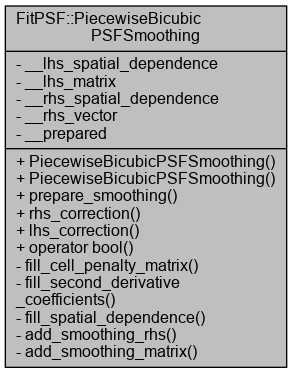 FitPSF::PiecewiseBicubic
PSFSmoothing
- __lhs_spatial_dependence
- __lhs_matrix
- __rhs_spatial_dependence
- __rhs_vector
- __prepared
+ PiecewiseBicubicPSFSmoothing()
+ PiecewiseBicubicPSFSmoothing()
+ prepare_smoothing()
+ rhs_correction()
+ lhs_correction()
+ operator bool()
- fill_cell_penalty_matrix()
- fill_second_derivative
_coefficients()
- fill_spatial_dependence()
- add_smoothing_rhs()
- add_smoothing_matrix()